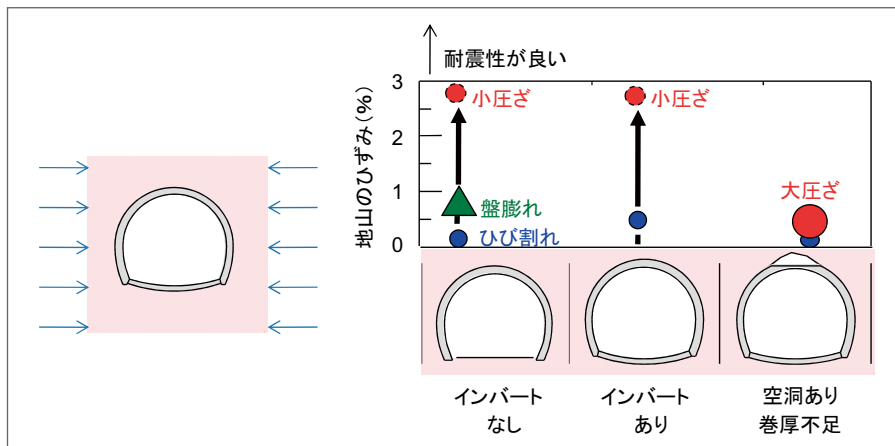 耐震性が良い
地山のひずみ(%)
3
2
1
0
小圧ざ
盤膨れ
ひび割れ
小圧ざ
大圧ざ
インバート
なし
インバート
あり
空洞あり
巻厚不足